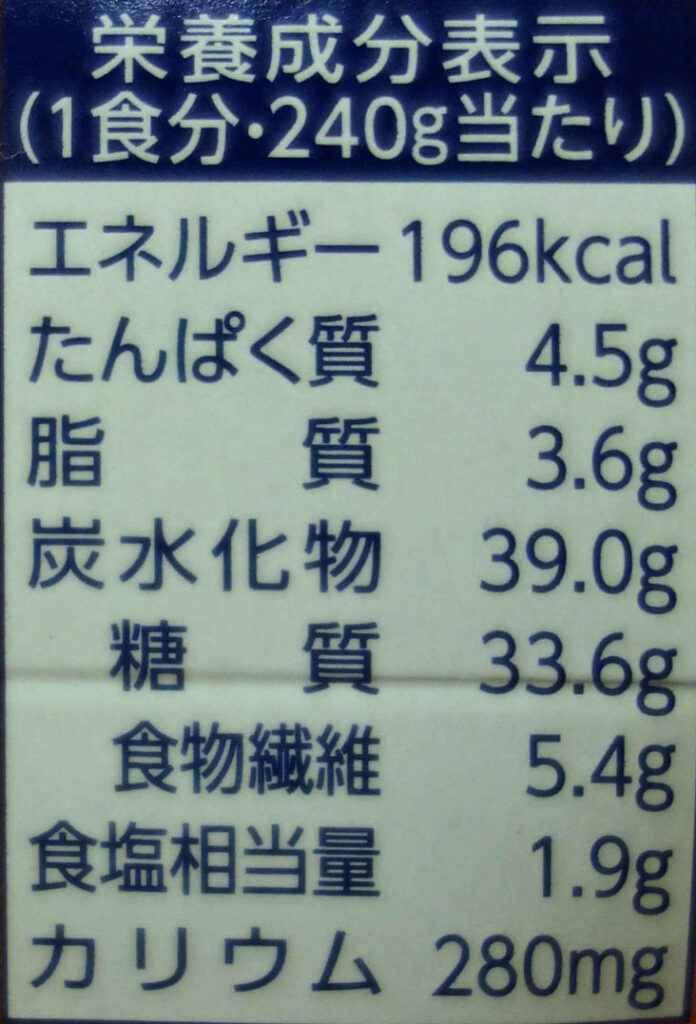 栄養成分表示
(1食分・240g当たり)
エネルギー 196kcal
たんぱく質 4.5g
脂質 3.6g
炭水化物 39.0g
糖質 33.6g
食物繊維 5.4g
食塩相当量 1.9g
カリウム 280mg